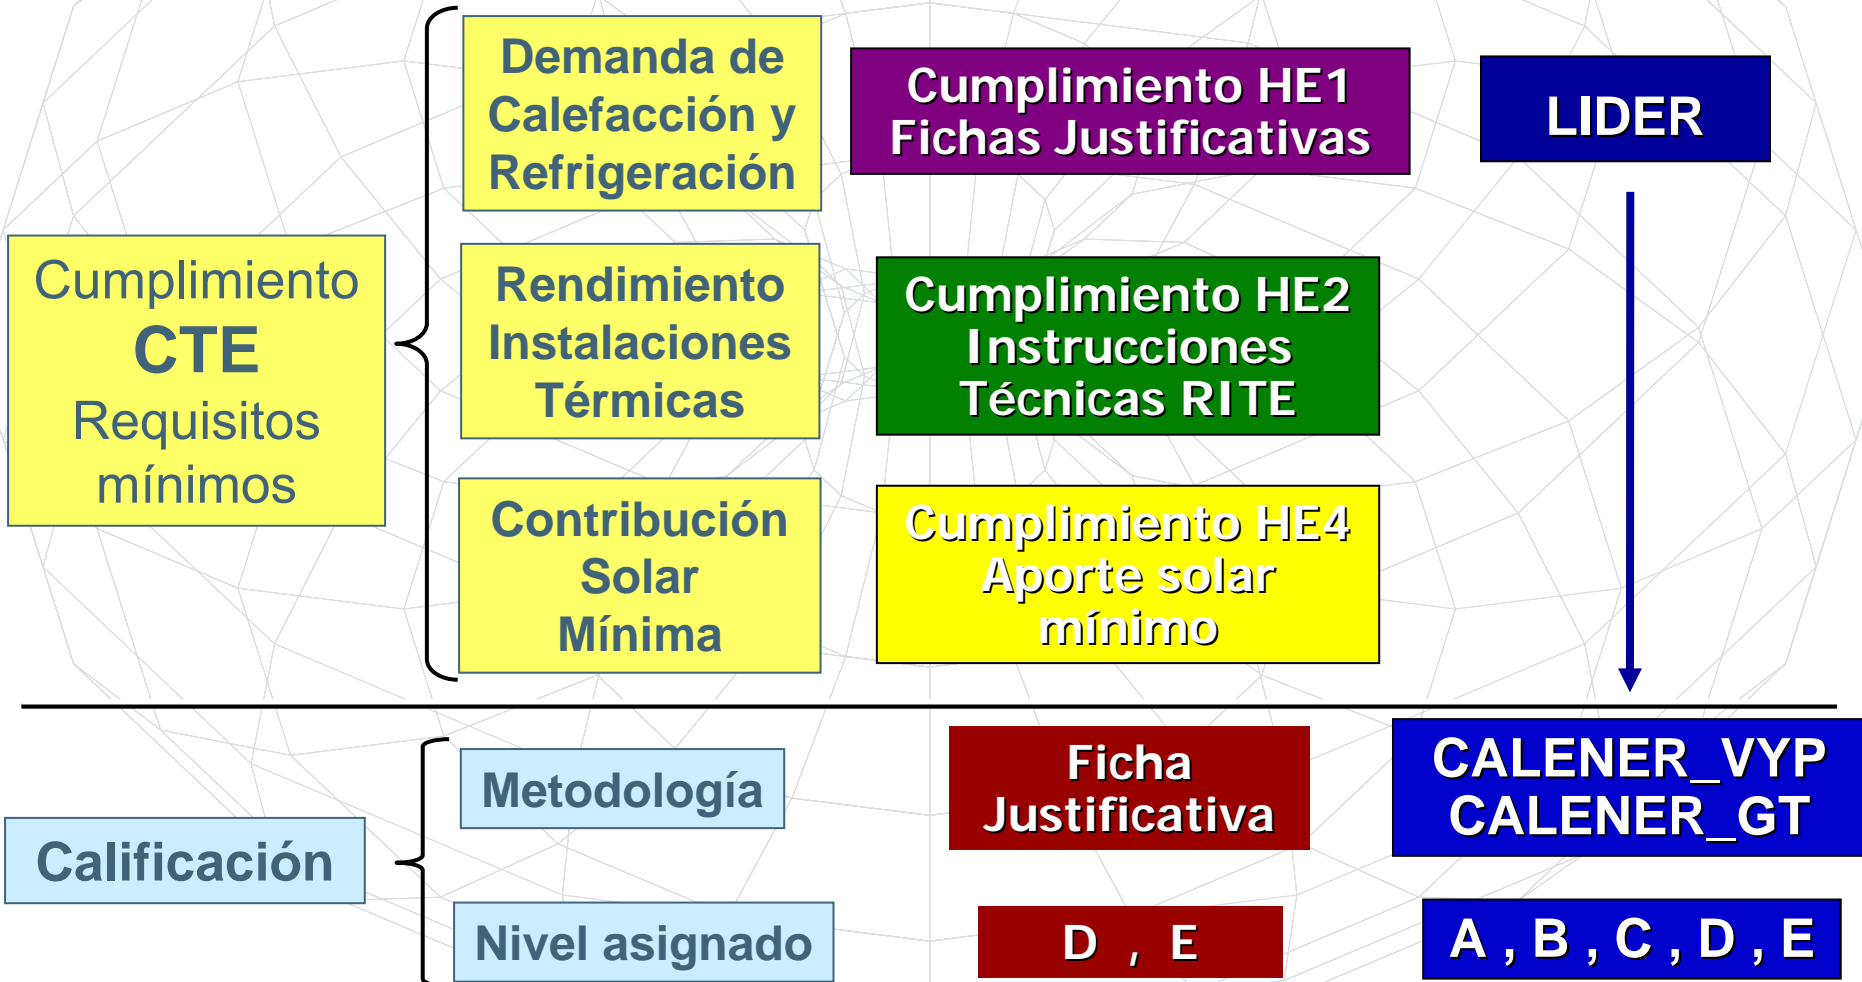 Demanda de
Calefacción y
Refrigeración
Cumplimiento HE1
Fichas Justificativas
LIDER
Cumplimiento
CTE
Requisitos
mínimos
Rendimiento
Instalaciones
Térmicas
Cumplimiento HE2
Instrucciones
Técnicas RITE
Contribución
Solar
Mínima
Cumplimiento HE4
Aporte solar
mínimo
Calificación
Metodología
Ficha
Justificativa
CALENER_VYP
CALENER_GT
Nivel asignado
D , E
A , B , C , D , E